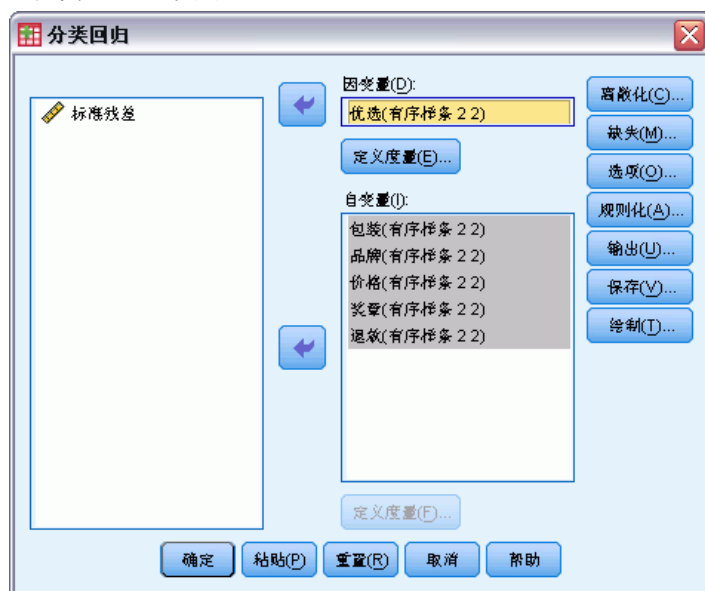 分类回归
标准残差
因变量(D):
优选(有序样条 2 2)
定义度量(E)...
自变量(I):
包装(有序样条 2 2)
品牌(有序样条 2 2)
价格(有序样条 2 2)
奖章(有序样条 2 2)
退款(有序样条 2 2)
定义度量(F)...
离散化(C)...
缺失(M)...
选项(O)...
规则化(A)...
输出(U)...
保存(V)...
绘制(T)...
确定 粘贴(P) 重置(R) 取消 帮助